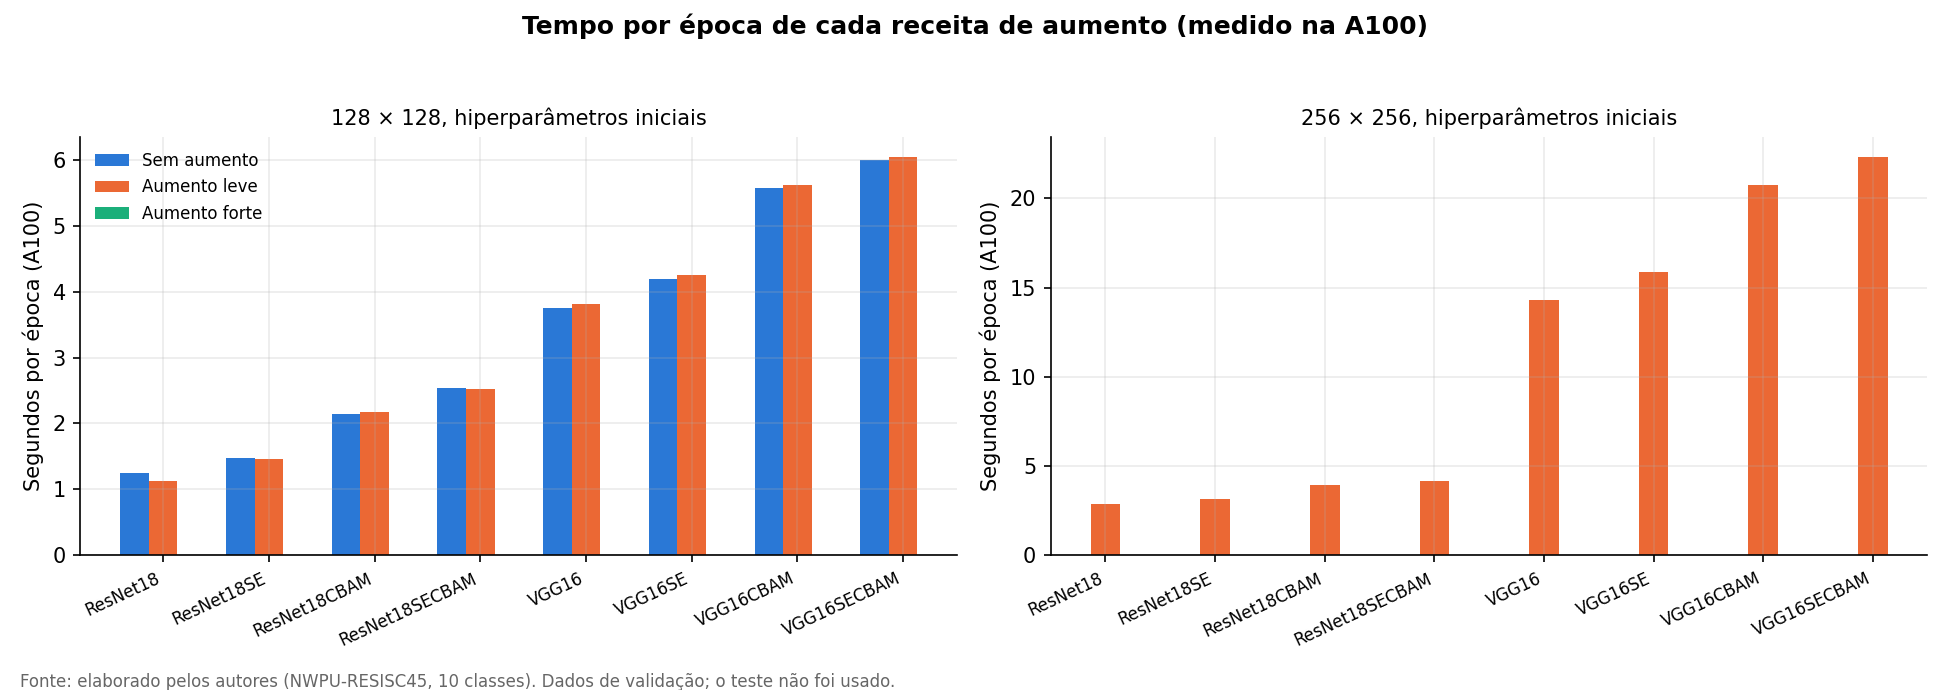 Tempo por época de cada receita de aumento (medido na A100)
128 × 128, hiperparâmetros iniciais
Segundos por época (A100)
6
5
4
3
2
1
0
Sem aumento
Aumento leve
Aumento forte
ResNet18
ResNet18SE
ResNet18CBAM
ResNet18SECBAM
VGG16
VGG16SE
VGG16CBAM
VGG16SECBAM
256 × 256, hiperparâmetros iniciais
Segundos por época (A100)
20
15
10
5
0
ResNet18
ResNet18SE
ResNet18CBAM
ResNet18SECBAM
VGG16
VGG16SE
VGG16CBAM
VGG16SECBAM
Fonte: elaborado pelos autores (NWPU-RESISC45, 10 classes). Dados de validação; o teste não foi usado.